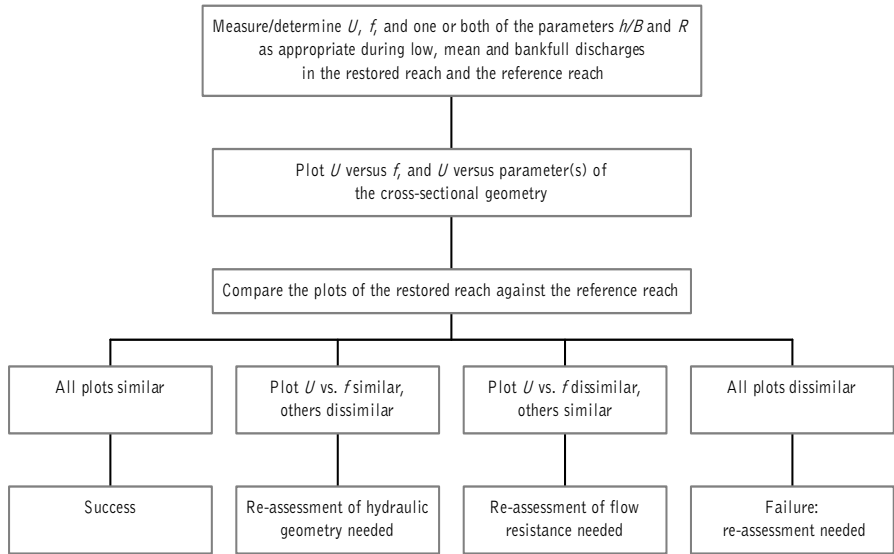 Measure/determine U, f, and one or both of the parameters h/B and R
as appropriate during low, mean and bankfull discharges
in the restored reach and the reference reach
Plot U versus f, and U versus parameter(s) of
the cross-sectional geometry
Compare the plots of the restored reach against the reference reach
All plots similar
Plot U vs. f similar,
others dissimilar
Plot U vs. f dissimilar,
others similar
All plots dissimilar
Success
Re-assessment of hydraulic
geometry needed
Re-assessment of flow
resistance needed
Failure:
re-assessment needed